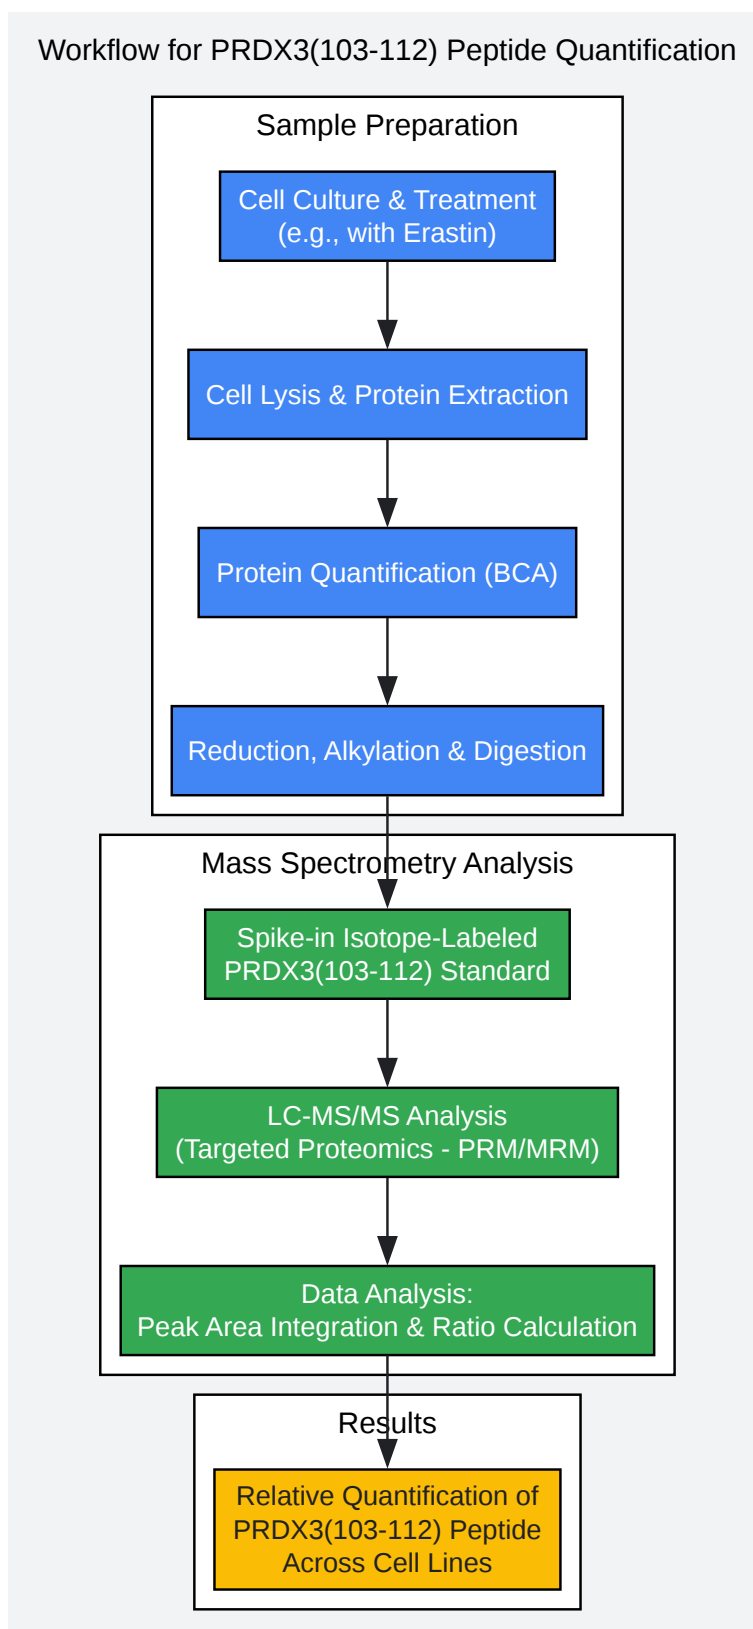 Workflow for PRDX3(103-112) Peptide Quantification
Sample Preparation
Cell Culture & Treatment
(e.g., with Erastin)
Cell Lysis & Protein Extraction
Protein Quantification (BCA)
Reduction, Alkylation & Digestion
Mass Spectrometry Analysis
Spike-in Isotope-Labeled
PRDX3(103-112) Standard
LC-MS/MS Analysis
(Targeted Proteomics - PRM/MRM)
Data Analysis:
Peak Area Integration & Ratio Calculation
Results
Relative Quantification of
PRDX3(103-112) Peptide
Across Cell Lines